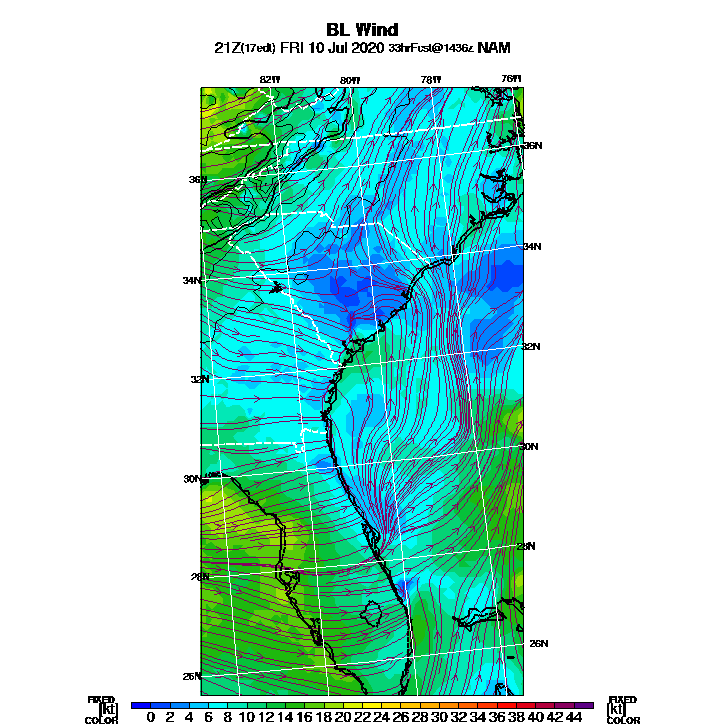 BL Wind
21Z(17edt) FRI 10 Jul 2020 33hrFcst@1436z NAM
82W 80W 78W 76W
36N
36N
34N
34N
32N
32N
30N
30N
28N
28N
26N
26N
FIXED FIXED
[kt] 0 2 4 6 8 10 12 14 16 18 20 22 24 26 28 30 32 34 36 38 40 42 44 [kt]
COLOR COLOR